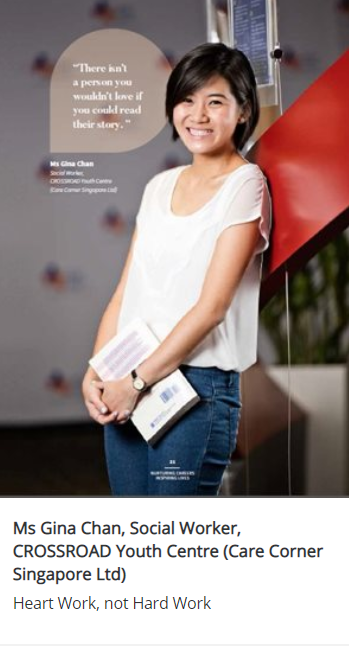 “There isn’t
a person you
wouldn’t love if
you could read
their story.”
Ms Gina Chan
Social Worker,
CROSSROAD Youth Centre
(Care Corner Singapore Ltd)
NURTURING CAREERS
INSPIRING LIVES
Ms Gina Chan, Social Worker,
CROSSROAD Youth Centre (Care Corner
Singapore Ltd)
Heart Work, not Hard Work